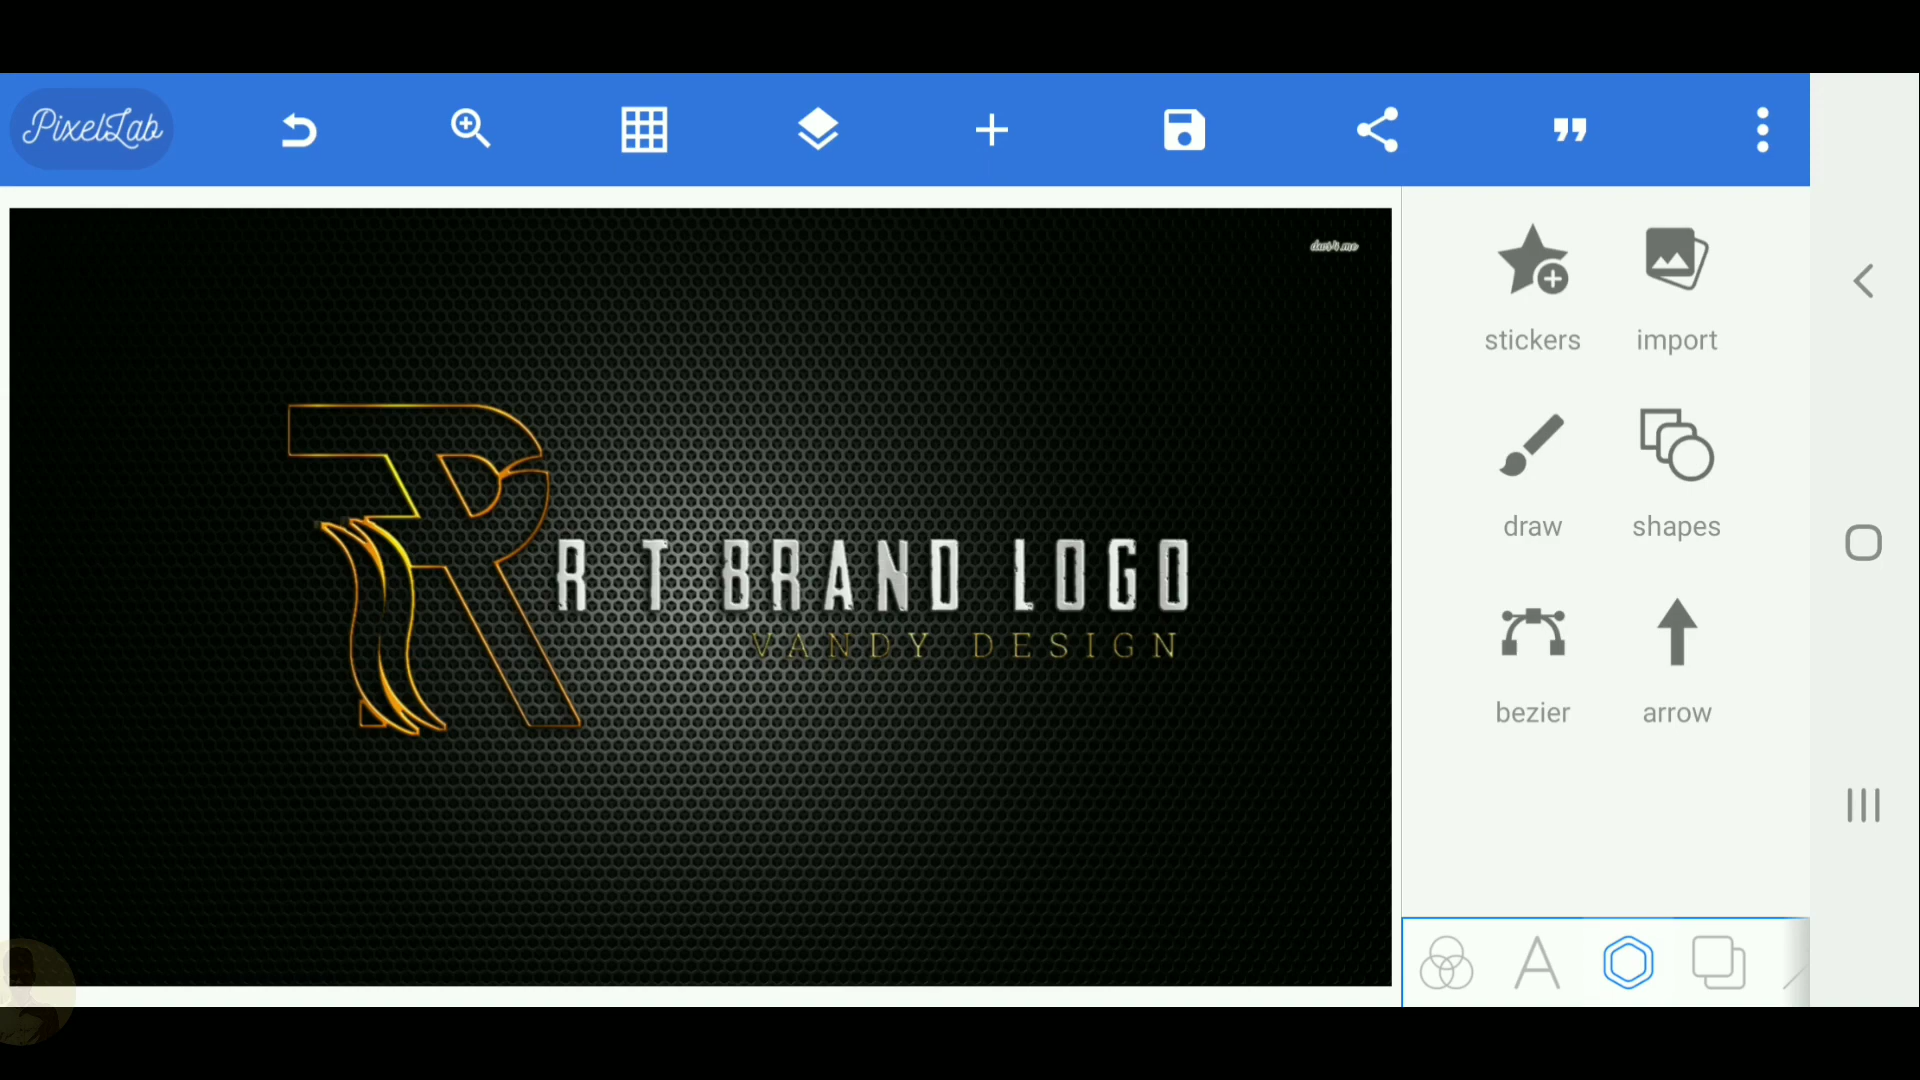 PixelLab
stickers import
draw shapes
bezier arrow
R T BRAND LOGO
VANDY DESIGN